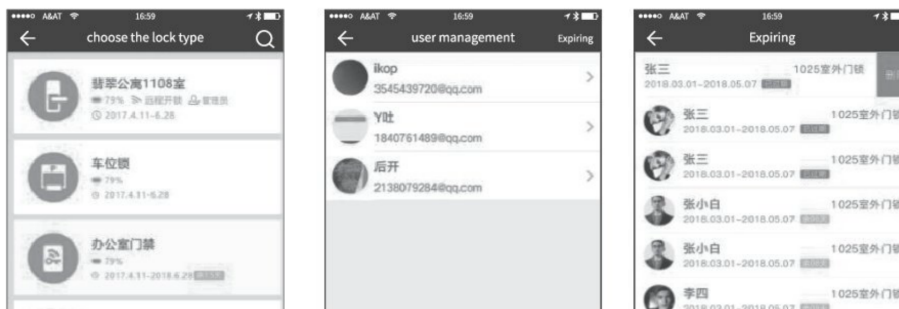 A&AT 16:59
choose the lock type
翡翠公寓1108室
79% 远程开锁 管理员
2017.4.11-6.28
车位锁
79%
2017.4.11-6.28
办公室门禁
79%
2017.4.11-2018.6.28
A&AT 16:59
user management Expiring
ikop
3545439720@qq.com
Y吐
1840761489@qq.com
后开
2138079284@qq.com
A&AT 16:59
Expiring
张三 1025室外门锁
2018.03.01-2018.05.07
张三 1025室外门锁
2018.03.01-2018.05.07
张三 1025室外门锁
2018.03.01-2018.05.07
张小白 1025室外门锁
2018.03.01-2018.05.07
张小白 1025室外门锁
2018.03.01-2018.05.07
李四 1025室外门锁
2018.03.01-2018.05.07